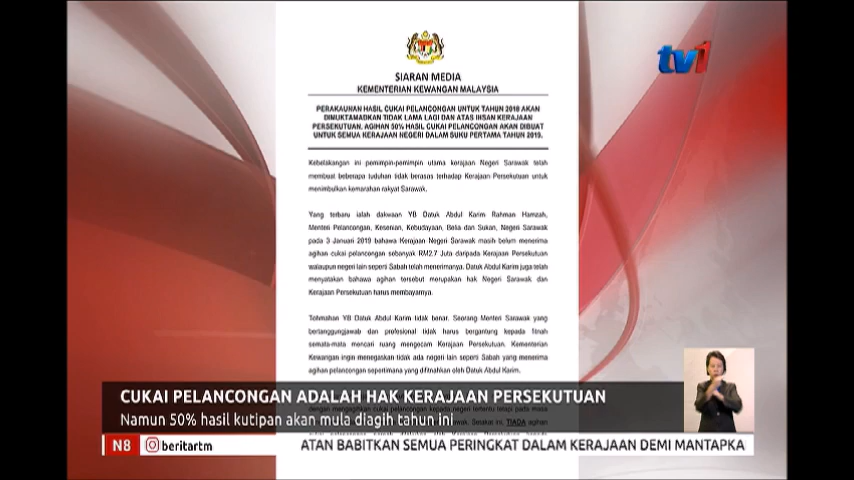 tv1
SIARAN MEDIA
KEMENTERIAN KEWANGAN MALAYSIA
PERAKAUNAN HASIL CUKAI PELANCONGAN UNTUK TAHUN 2018 AKAN
DIMUKTAMADKAN TIDAK LAMA LAGI DAN ATAS IHSAN KERAJAAN
PERSEKUTUAN, AGIHAN 50% HASIL CUKAI PELANCONGAN AKAN DIBUAT
UNTUK SEMUA KERAJAAN NEGERI DALAM SUKU PERTAMA TAHUN 2019.
Kebelakangan ini pemimpin-pemimpin utama kerajaan Negeri Sarawak telah
membuat beberapa tuduhan tidak berasas terhadap Kerajaan Persekutuan untuk
menimbulkan kemarahan rakyat Sarawak.
Yang terbaru ialah dakwaan YB Datuk Abdul Karim Rahman Hamzah,
Menteri Pelancongan, Kesenian, Kebudayaan, Belia dan Sukan, Negeri Sarawak
pada 3 Januari 2019 bahawa Kerajaan Negeri Sarawak masih belum menerima
agihan cukai pelancongan sebanyak RM2.7 Juta daripada Kerajaan Persekutuan
walaupun negeri lain seperti Sabah telah menerimanya. Datuk Abdul Karim juga telah
menyatakan bahawa agihan tersebut merupakan hak Negeri Sarawak dan
Kerajaan Persekutuan harus membayarnya.
Tohmahan YB Datuk Abdul Karim tidak benar. Seorang Menteri Sarawak yang
bertanggungjawab dan profesional tidak harus bergantung kepada fitnah
semata-mata mencari ruang mengecam Kerajaan Persekutuan. Kementerian
Kewangan ingin menegaskan tidak ada negeri lain seperti Sabah yang menerima
agihan pelancongan sepertimana yang difitnahkan oleh Datuk Abdul Karim.
CUKAI PELANCONGAN ADALAH HAK KERAJAAN PERSEKUTUAN
Namun 50% hasil kutipan akan mula diagih tahun ini
N8 beritartm ATAN BABITKAN SEMUA PERINGKAT DALAM KERAJAAN DEMI MANTAPKA